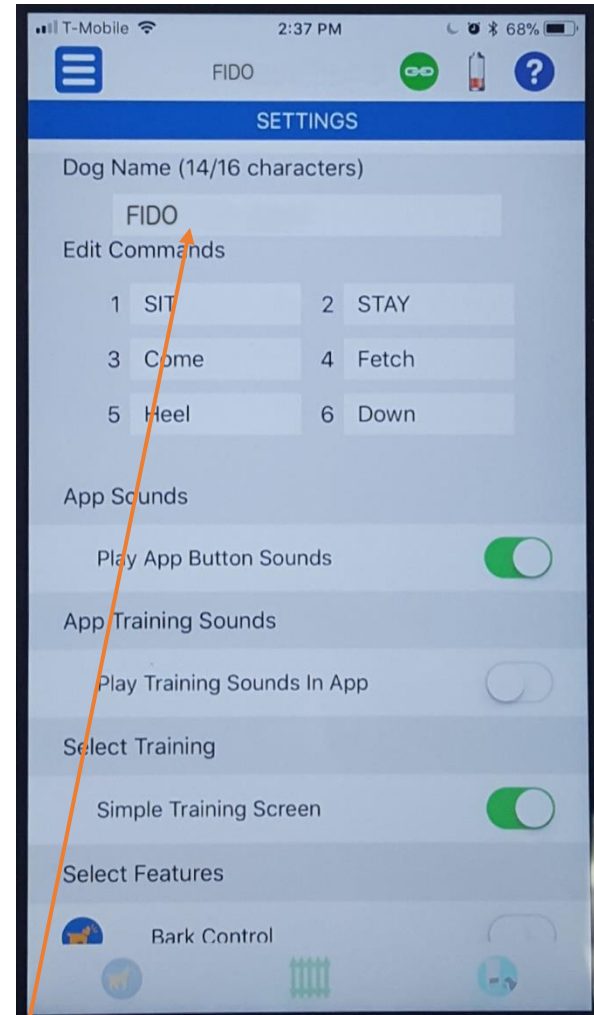 T-Mobile 2:37 PM 68%
FIDO ?
SETTINGS
Dog Name (14/16 characters)
FIDO
Edit Commands
1 SIT 2 STAY
3 Come 4 Fetch
5 Heel 6 Down
App Sounds
Play App Button Sounds
App Training Sounds
Play Training Sounds In App
Select Training
Simple Training Screen
Select Features
Bark Control